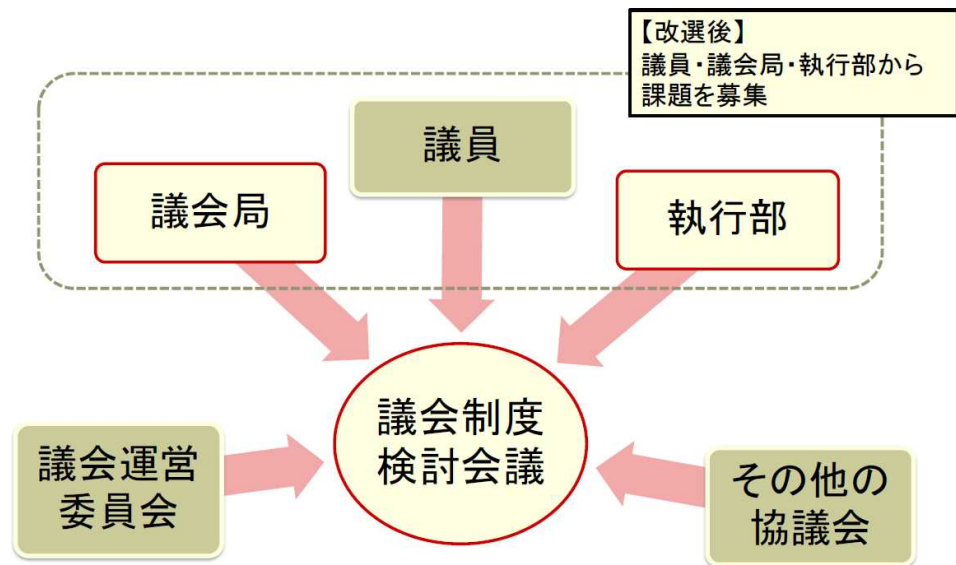 【改選後】
議員・議会局・執行部から
課題を募集
議員
議会局
執行部
議会制度
検討会議
議会運営
委員会
その他の
協議会